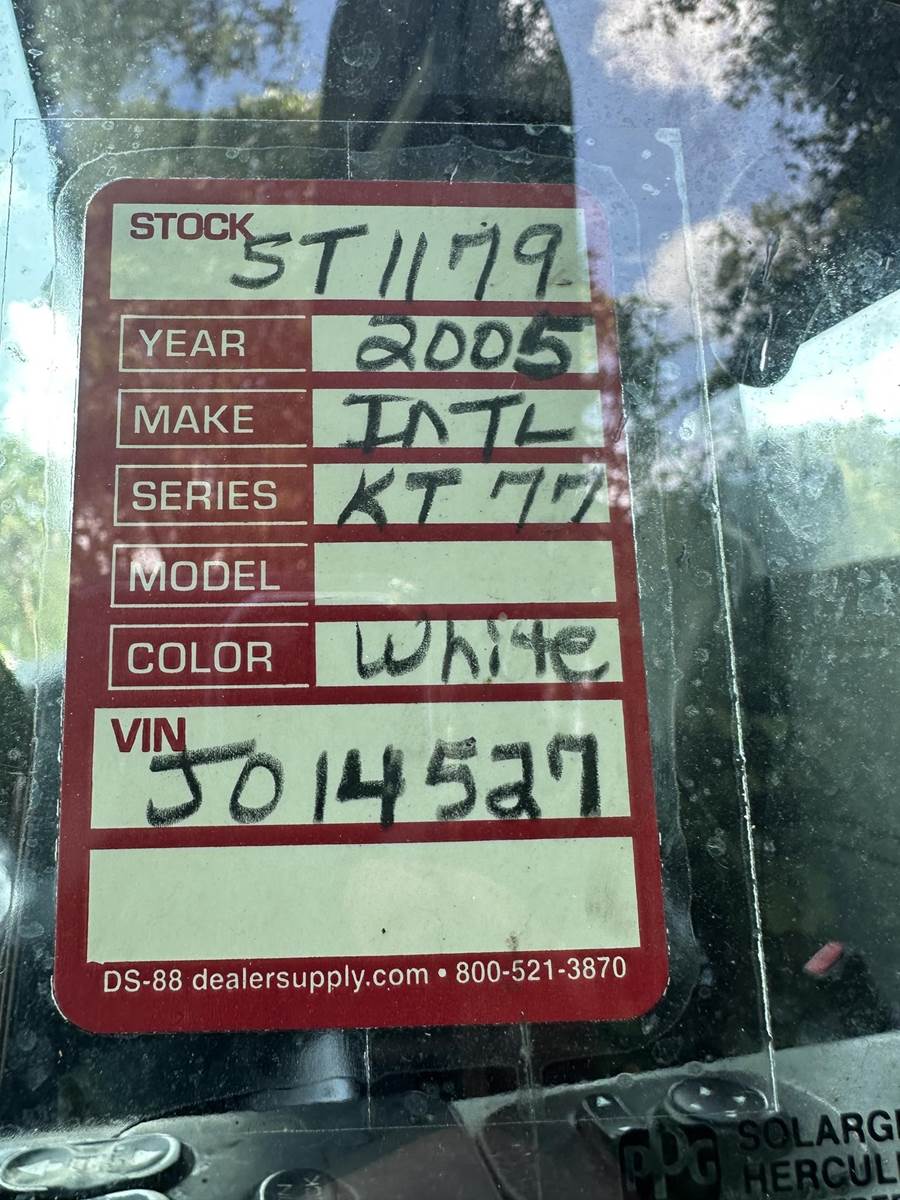 STOCK ST1179
YEAR 2005
MAKE INTL
SERIES KT 77
MODEL
COLOR White
VIN JO14527
DS-88 dealersupply.com • 800-521-3870
PPG SOLARG
HERCUL